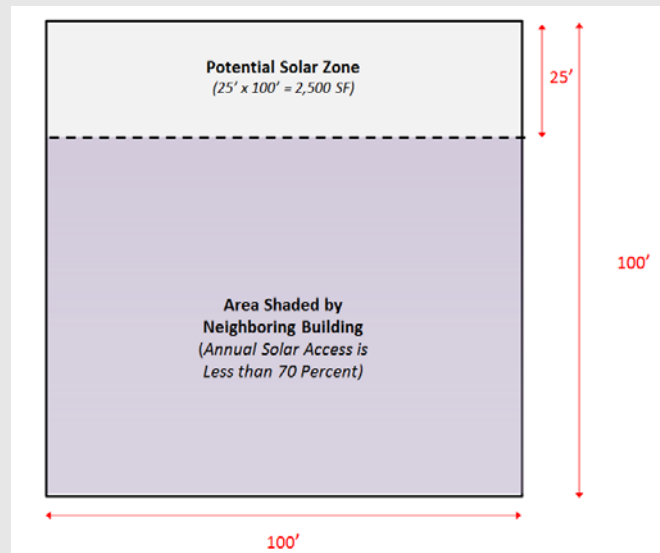 Potential Solar Zone
(25' x 100' = 2,500 SF)
25'
100'
Area Shaded by
Neighboring Building
(Annual Solar Access is
Less than 70 Percent)
100'